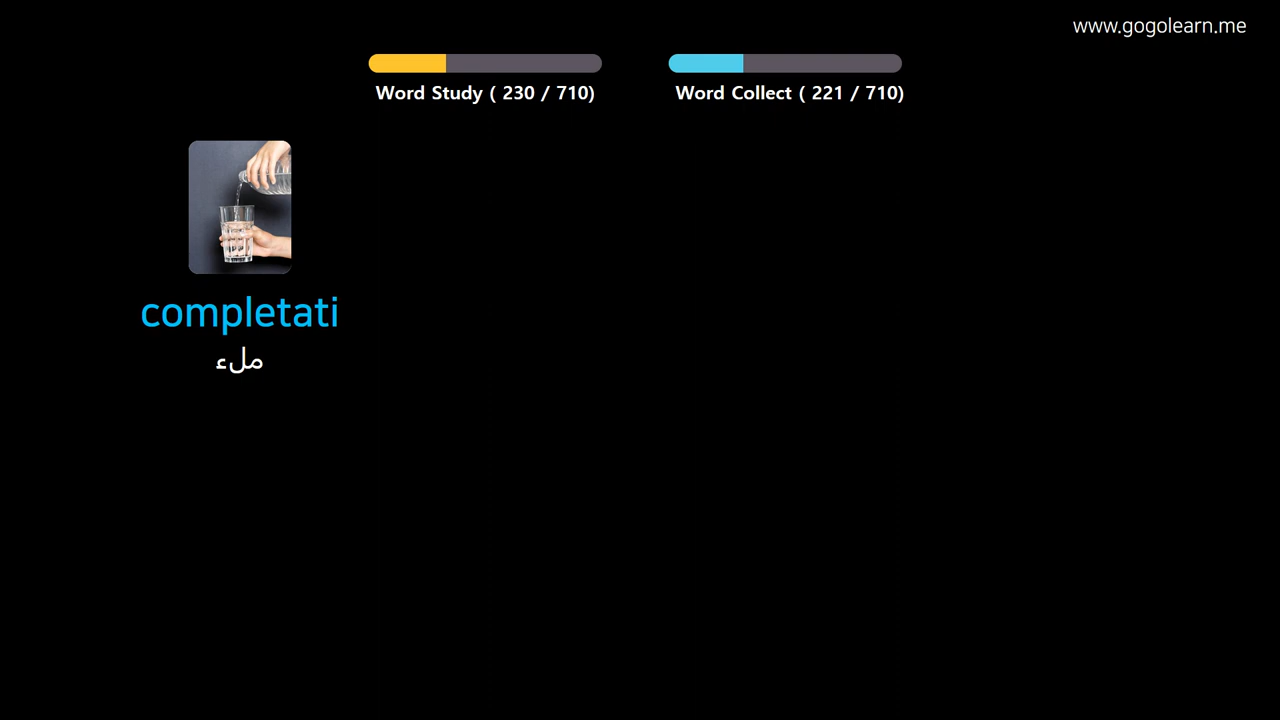 www.gogolearn.me
Word Study ( 230 / 710)
Word Collect ( 221 / 710)
completati
ملء